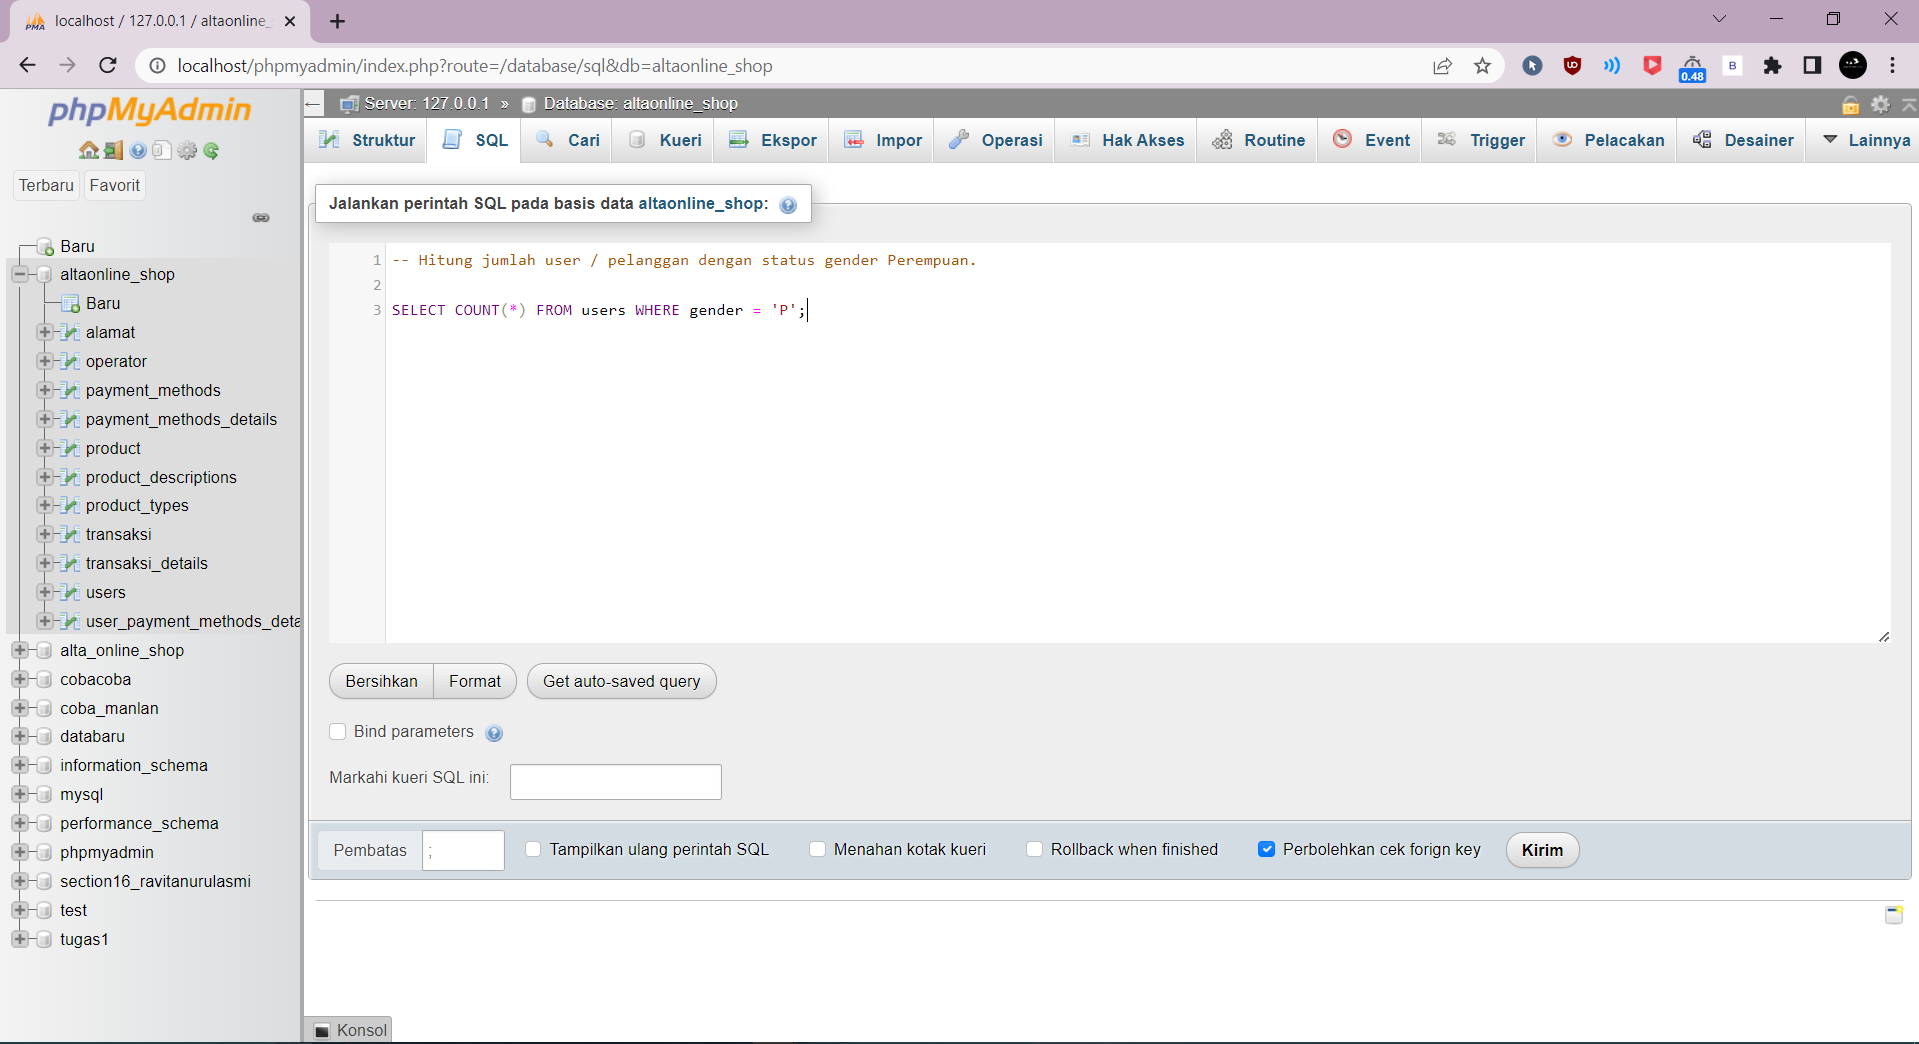 localhost / 127.0.0.1 / altaonline_
localhost/phpmyadmin/index.php?route=/database/sql&db=altaonline_shop
0.48
B
phpMyAdmin
Terbaru Favorit
Baru
altaonline_shop
Baru
alamat
operator
payment_methods
payment_methods_details
product
product_descriptions
product_types
transaksi
transaksi_details
users
user_payment_methods_deta
alta_online_shop
cobacoba
coba_manlan
databaru
information_schema
mysql
performance_schema
phpmyadmin
section16_ravitanurulasmi
test
tugas1
Server: 127.0.0.1 » Database: altaonline_shop
Struktur SQL Cari Kueri Ekspor Impor Operasi Hak Akses Routine Event Trigger Pelacakan Desainer Lainnya
Jalankan perintah SQL pada basis data altaonline_shop:
1 -- Hitung jumlah user / pelanggan dengan status gender Perempuan.
2
3 SELECT COUNT(*) FROM users WHERE gender = 'P';
Bersihkan Format Get auto-saved query
Bind parameters
Markahi kueri SQL ini:
Pembatas ; Tampilkan ulang perintah SQL Menahan kotak kueri Rollback when finished Perbolehkan cek forign key Kirim
Konsol